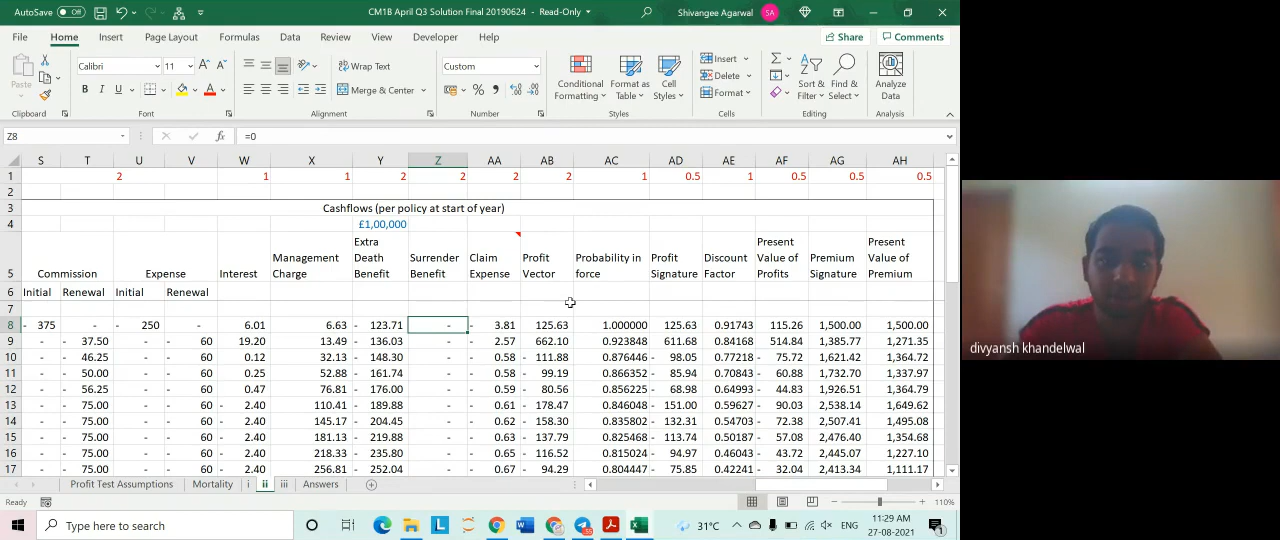 AutoSave Off CM1B April Q3 Solution Final 20190624 - Read-Only Shivangee Agarwal SA
File Home Insert Page Layout Formulas Data Review View Developer Help Share Comments
Paste Calibri 11 Wrap Text Custom Conditional Formatting Format as Table Cell Styles Insert Sort & Filter Find & Select Analyze Data
Delete
B I U Merge & Center Format
Clipboard Font Alignment Number Styles Cells Editing Analysis
Z8 fx =0
S T U V W X Y Z AA AB AC AD AE AF AG AH
1 2 1 1 2 2 2 2 1 0.5 1 0.5 0.5 0.5
2
3 Cashflows (per policy at start of year)
4 £1,00,000
5 Commission Expense Interest Management Charge Extra Death Benefit Surrender Benefit Claim Expense Profit Vector Probability in force Profit Signature Discount Factor Present Value of Profits Premium Signature Present Value of Premium
6 Initial Renewal Initial Renewal
7
8 - 375 - - 250 - 6.01 6.63 - 123.71 - - 3.81 125.63 1.000000 125.63 0.91743 115.26 1,500.00 1,500.00
9 - - 37.50 - - 60 19.20 13.49 - 136.03 - - 2.57 662.10 0.923848 611.68 0.84168 514.84 1,385.77 1,271.35
10 - - 46.25 - - 60 - 0.12 32.13 - 148.30 - - 0.58 - 111.88 0.876446 - 98.05 0.77218 - 75.72 1,621.42 1,364.72
11 - - 50.00 - - 60 - 0.25 52.88 - 161.74 - - 0.58 - 99.19 0.866352 - 85.94 0.70843 - 60.88 1,732.70 1,337.97
12 - - 56.25 - - 60 - 0.47 76.81 - 176.00 - - 0.59 - 80.56 0.856225 - 68.98 0.64993 - 44.83 1,926.51 1,364.79
13 - - 75.00 - - 60 - 2.40 110.41 - 189.88 - - 0.61 - 178.47 0.846048 - 151.00 0.59627 - 90.03 2,538.14 1,649.62
14 - - 75.00 - - 60 - 2.40 145.17 - 204.45 - - 0.62 - 158.30 0.835802 - 132.31 0.54703 - 72.38 2,507.41 1,495.08
15 - - 75.00 - - 60 - 2.40 181.13 - 219.88 - - 0.63 - 137.79 0.825468 - 113.74 0.50187 - 57.08 2,476.40 1,354.68
16 - - 75.00 - - 60 - 2.40 218.33 - 235.80 - - 0.65 - 116.52 0.815024 - 94.97 0.46043 - 43.72 2,445.07 1,227.10
17 - - 75.00 - - 60 - 2.40 256.81 - 252.04 - - 0.67 - 94.29 0.804447 - 75.85 0.42241 - 32.04 2,413.34 1,111.17
Profit Test Assumptions Mortality i ii iii Answers
Ready 110%
Type here to search 31°C ENG 11:29 AM
27-08-2021
divyansh khandelwal